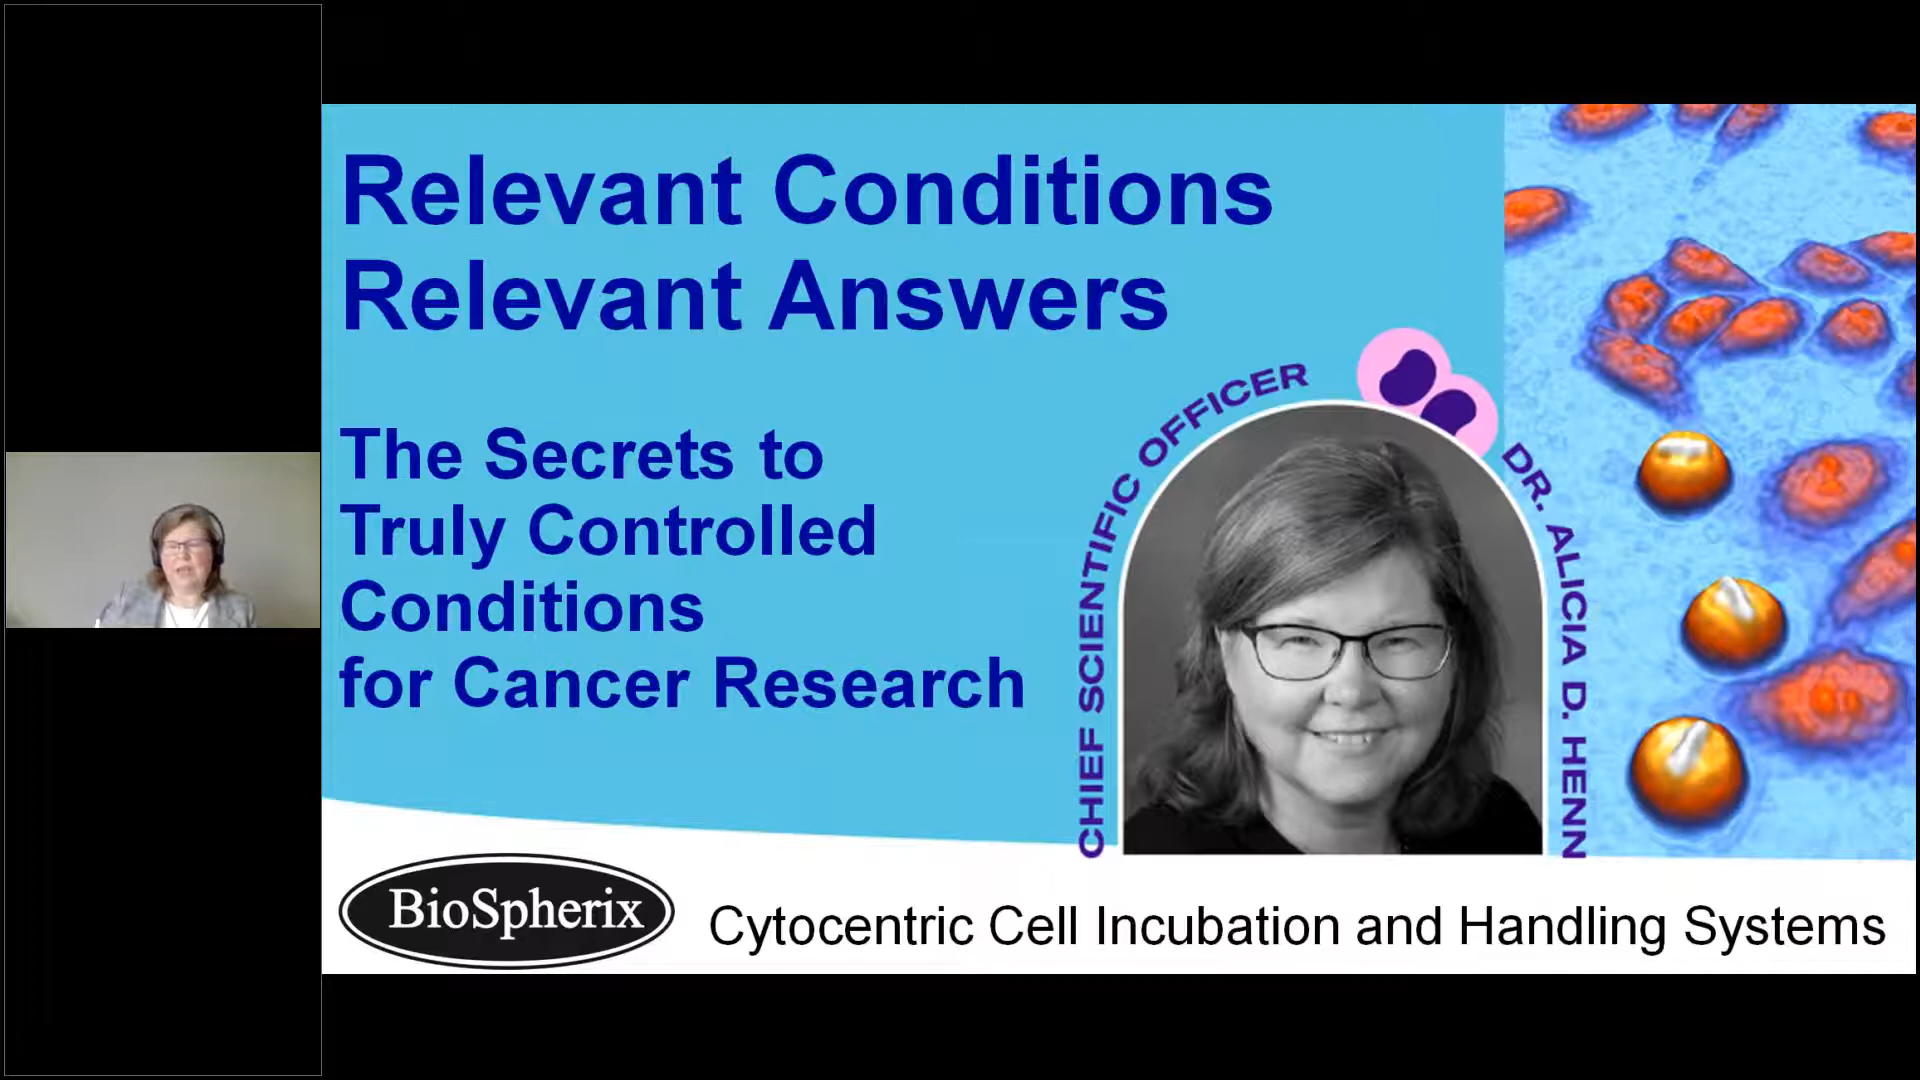 Relevant Conditions
Relevant Answers
The Secrets to
Truly Controlled
Conditions
for Cancer Research
CHIEF SCIENTIFIC OFFICER
DR. ALICIA D. HENN
BioSpherix
Cytocentric Cell Incubation and Handling Systems